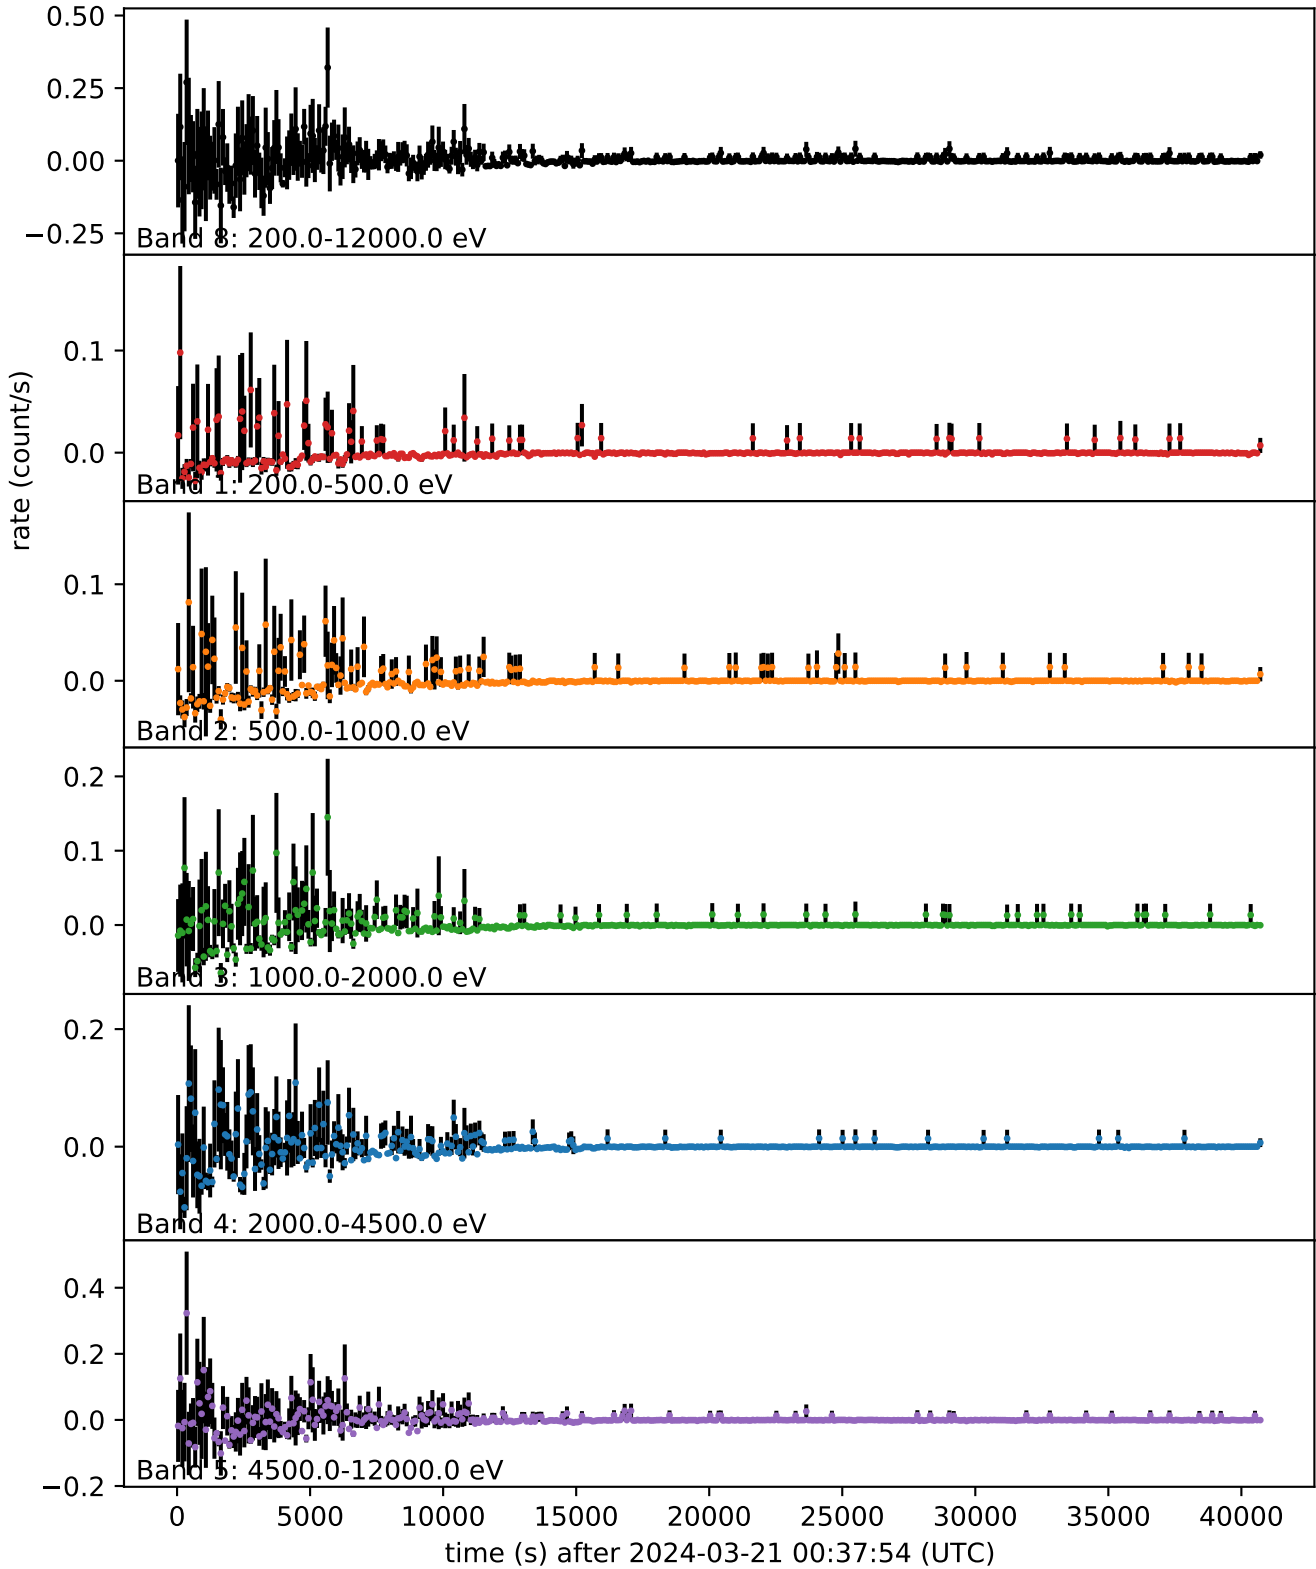 0.50
0.25
0.00
−0.25
Band 8: 200.0-12000.0 eV
0.1
0.0
Band 1: 200.0-500.0 eV
rate (count/s)
0.1
0.0
Band 2: 500.0-1000.0 eV
0.2
0.1
0.0
Band 3: 1000.0-2000.0 eV
0.2
0.0
Band 4: 2000.0-4500.0 eV
0.4
0.2
0.0
−0.2
Band 5: 4500.0-12000.0 eV
0 5000 10000 15000 20000 25000 30000 35000 40000
time (s) after 2024-03-21 00:37:54 (UTC)